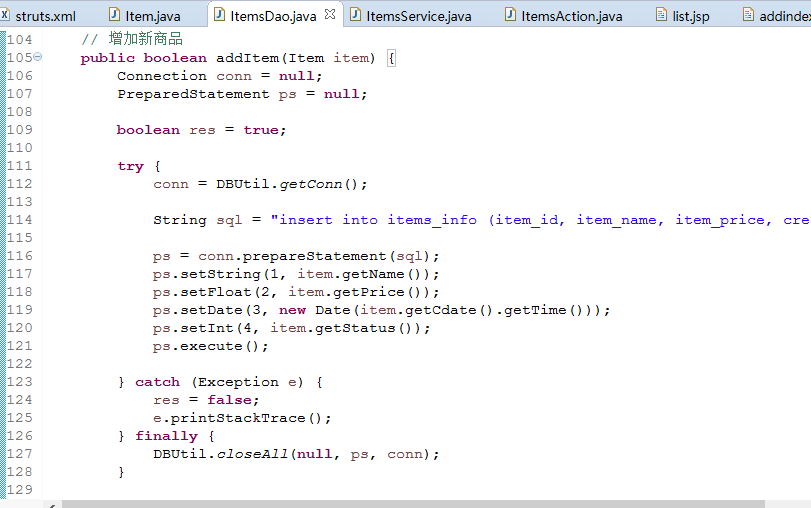 struts.xml Item.java ItemsDao.java ItemsService.java ItemsAction.java list.jsp addindex
104 // 增加新商品
105 public boolean addItem(Item item) {
106 Connection conn = null;
107 PreparedStatement ps = null;
108
109 boolean res = true;
110
111 try {
112 conn = DBUtil.getConn();
113
114 String sql = "insert into items_info (item_id, item_name, item_price, cre
115
116 ps = conn.prepareStatement(sql);
117 ps.setString(1, item.getName());
118 ps.setFloat(2, item.getPrice());
119 ps.setDate(3, new Date(item.getCdate().getTime()));
120 ps.setInt(4, item.getStatus());
121 ps.execute();
122
123 } catch (Exception e) {
124 res = false;
125 e.printStackTrace();
126 } finally {
127 DBUtil.closeAll(null, ps, conn);
128 }
129